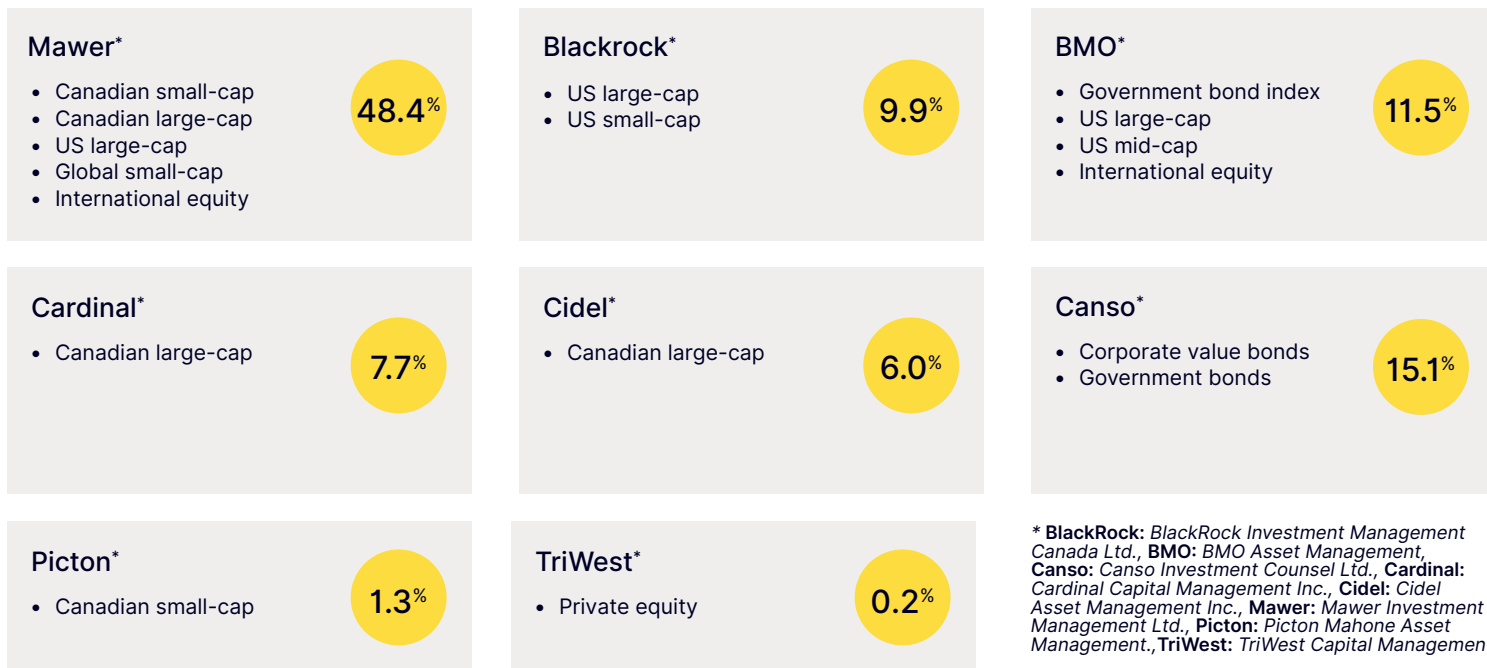 Mawer*
• Canadian small-cap
• Canadian large-cap
• US large-cap
• Global small-cap
• International equity
48.4%
Blackrock*
• US large-cap
• US small-cap
9.9%
BMO*
• Government bond index
• US large-cap
• US mid-cap
• International equity
11.5%
Cardinal*
• Canadian large-cap
7.7%
Cidel*
• Canadian large-cap
6.0%
Canso*
• Corporate value bonds
• Government bonds
15.1%
Picton*
• Canadian small-cap
1.3%
TriWest*
• Private equity
0.2%
* BlackRock: BlackRock Investment Management
Canada Ltd., BMO: BMO Asset Management,
Canso: Canso Investment Counsel Ltd., Cardinal:
Cardinal Capital Management Inc., Cidel: Cidel
Asset Management Inc., Mawer: Mawer Investment
Management Ltd., Picton: Picton Mahone Asset
Management.,TriWest: TriWest Capital Managemen